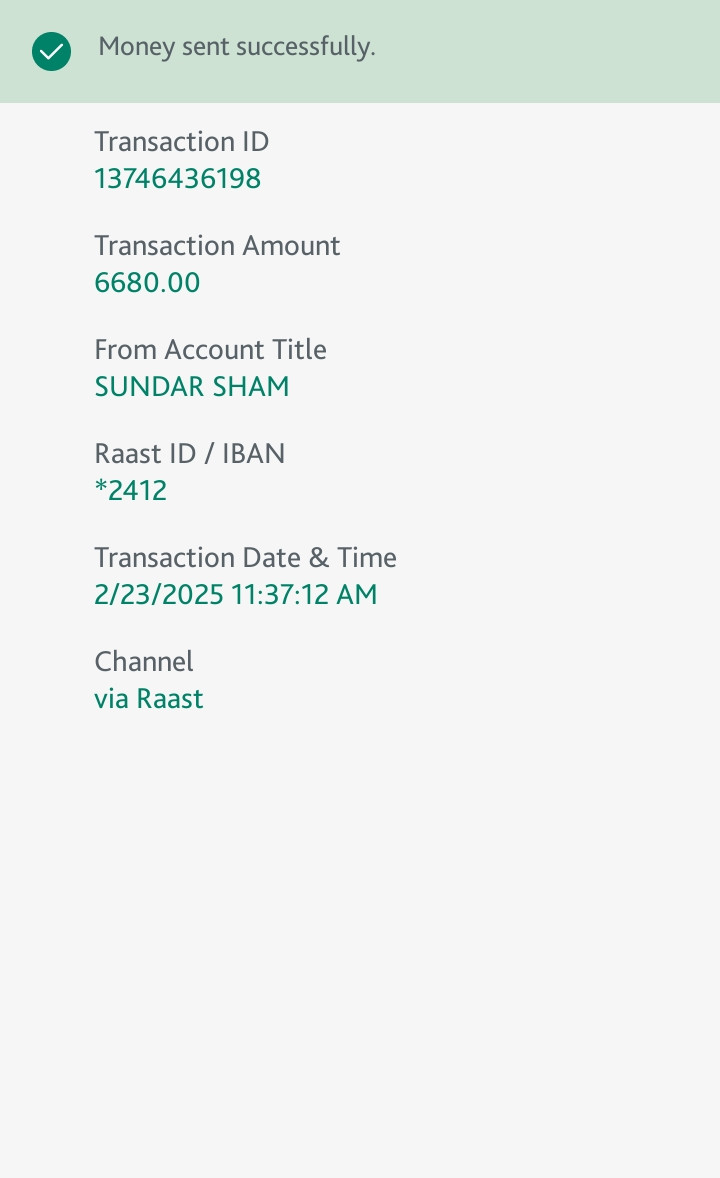 Money sent successfully.
Transaction ID
13746436198
Transaction Amount
6680.00
From Account Title
SUNDAR SHAM
Raast ID / IBAN
*2412
Transaction Date & Time
2/23/2025 11:37:12 AM
Channel
via Raast